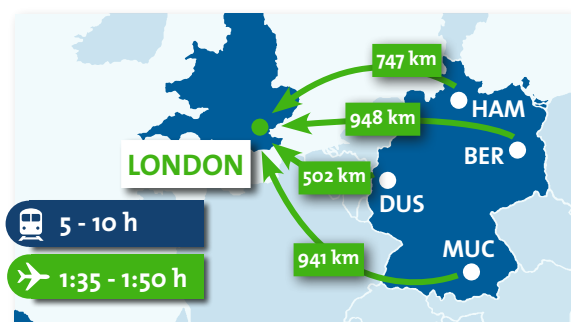 747 km
HAM
948 km
BER
LONDON
502 km
DUS
5 - 10 h
MUC
941 km
1:35 - 1:50 h